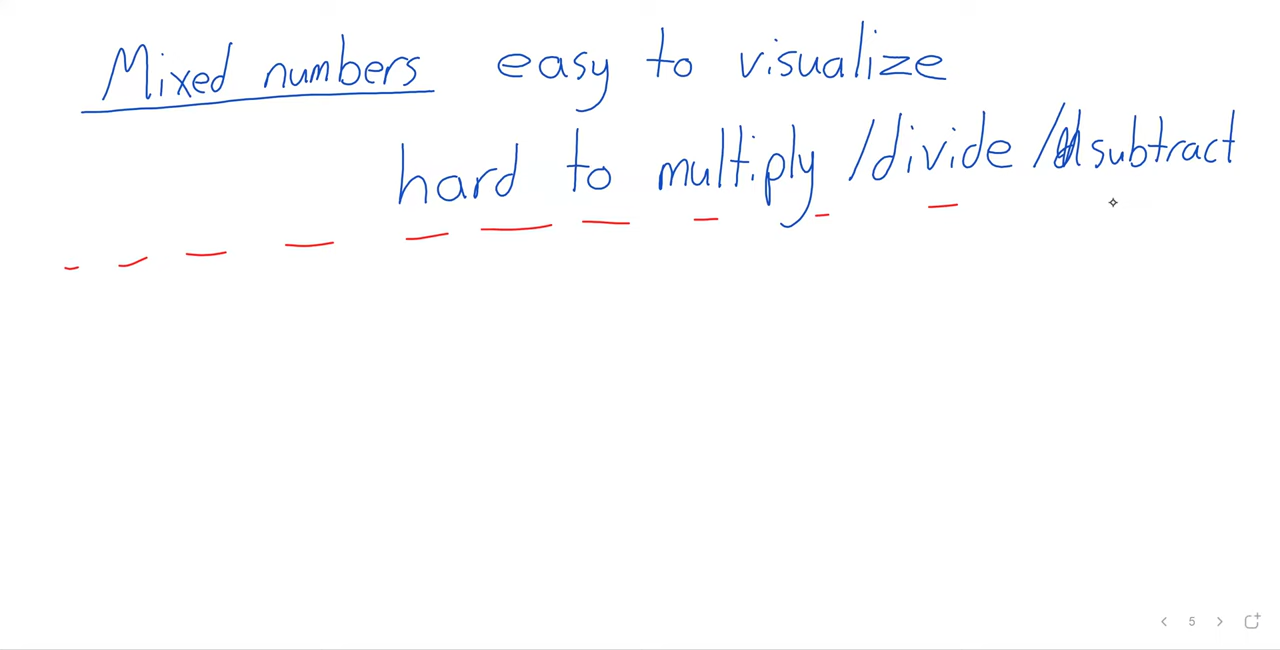 Mixed numbers easy to visualize
hard to multiply /divide / subtract
5